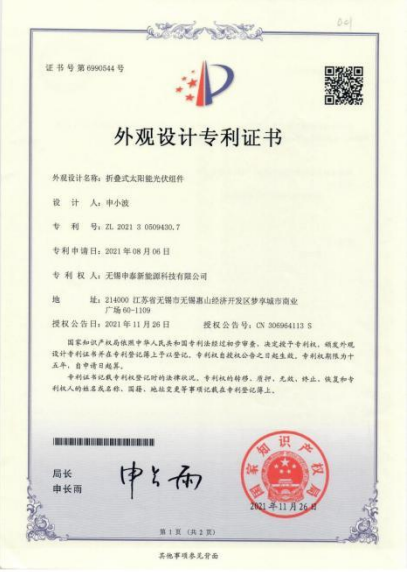 证书号第6990544号
外观设计专利证书
外观设计名称：折叠式太阳能光伏组件
设 计 人：申小波
专 利 号：ZL 2021 3 0509430.7
专利申请日：2021年08月06日
专 利 权 人：无锡申泰新能源科技有限公司
地 址：214000 江苏省无锡市无锡惠山经济开发区梦享城市商业
广场60-1109
授权公告日：2021年11月26日 授权公告号：CN 306964113 S
国家知识产权局依照中华人民共和国专利法经过初步审查，决定授予专利权，颁发外观
设计专利证书并在专利登记簿上予以登记。专利权自授权公告之日起生效。专利权期限为十
五年，自申请日起算。
专利证书记载专利权登记时的法律状况。专利权的转移、质押、无效、终止、恢复和专
利权人的姓名或名称、国籍、地址变更等事项记载在专利登记簿上。
局长
申长雨
申长雨
国家知识产权局
2021年11月26日
第 1 页（共 2 页）
其他事项参见背面